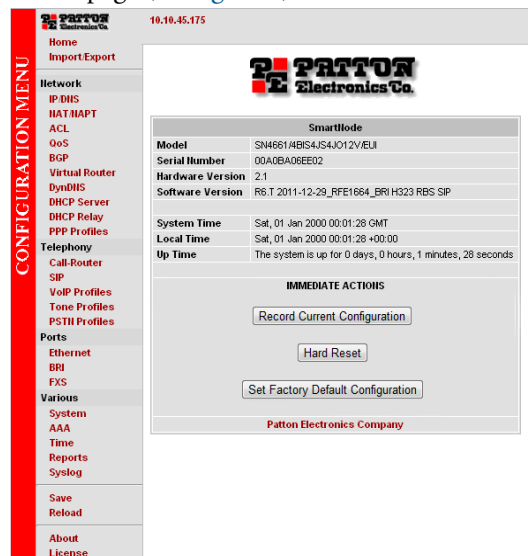 PATTON
Electronics Co.
10.10.45.175
CONFIGURATION MENU
Home
Import/Export
Network
IP/DNS
NAT/NAPT
ACL
QoS
BGP
Virtual Router
DynDNS
DHCP Server
DHCP Relay
PPP Profiles
Telephony
Call-Router
SIP
VoIP Profiles
Tone Profiles
PSTN Profiles
Ports
Ethernet
BRI
FXS
Various
System
AAA
Time
Reports
Syslog
Save
Reload
About
License
PATTON
Electronics Co.
SmartNode
Model SN4661/4BIS4JS4JO12V/EUI
Serial Number 00A0BA06EE02
Hardware Version 2.1
Software Version R6.T 2011-12-29_RFE1664_BRI H323 RBS SIP
System Time Sat, 01 Jan 2000 00:01:28 GMT
Local Time Sat, 01 Jan 2000 00:01:28 +00:00
Up Time The system is up for 0 days, 0 hours, 1 minutes, 28 seconds
IMMEDIATE ACTIONS
Record Current Configuration
Hard Reset
Set Factory Default Configuration
Patton Electronics Company